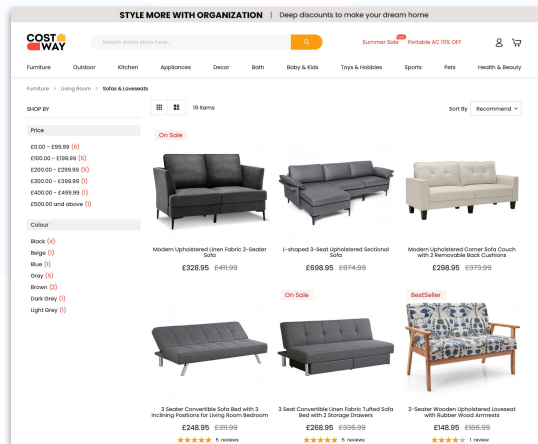 STYLE MORE WITH ORGANIZATION | Deep discounts to make your dream home
COST WAY
Search entire store here...
Summer Sale
Portable AC 10% OFF
Furniture Outdoor Kitchen Appliances Decor Bath Baby & Kids Toys & Hobbies Sports Pets Health & Beauty
Furniture > Living Room > Sofas & Loveseats
SHOP BY
19 items
Sort By Recommend
Price
£0.00 - £99.99 (6)
£100.00 - £199.99 (5)
£200.00 - £299.99 (5)
£300.00 - £399.99 (1)
£400.00 - £499.99 (1)
£500.00 and above (1)
Colour
Black (4)
Beige (1)
Blue (1)
Grey (5)
Brown (2)
Dark Grey (1)
Light Grey (1)
On Sale
Modern Upholstered Linen Fabric 2-Seater
Sofa
£328.95 £411.99
L-shaped 3-Seat Upholstered Sectional
Sofa
£698.95 £874.99
Modern Upholstered Corner Sofa Couch
with 2 Removable Back Cushions
£298.95 £373.99
3 Seater Convertible Sofa Bed with 3
Inclining Positions for Living Room Bedroom
£248.95 £311.99
5 reviews
On Sale
3 Seat Convertible Linen Fabric Tufted Sofa
Bed with 2 Storage Drawers
£268.95 £336.99
5 reviews
BestSeller
2-Seater Wooden Upholstered Loveseat
with Rubber Wood Armrests
£148.95 £186.99
1 review